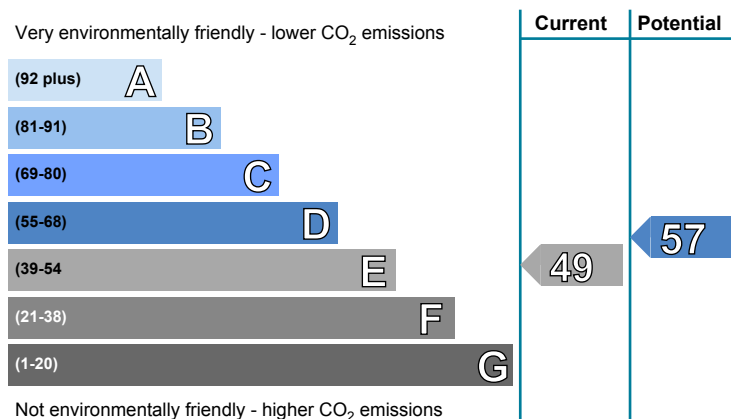 Very environmentally friendly - lower CO2 emissions
Current Potential
(92 plus) A
(81-91) B
(69-80) C
(55-68) D
(39-54 E
49
57
(21-38) F
(1-20) G
Not environmentally friendly - higher CO2 emissions